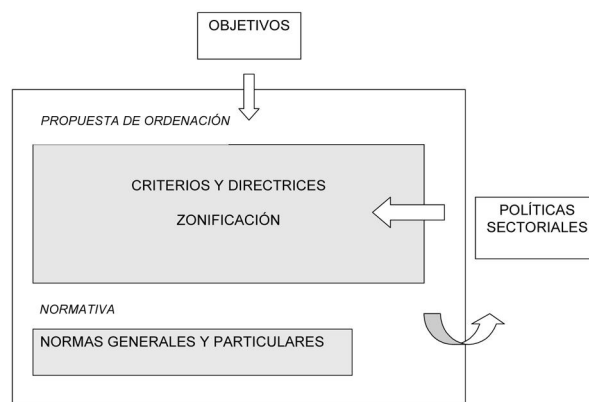 OBJETIVOS
PROPUESTA DE ORDENACIÓN
CRITERIOS Y DIRECTRICES
ZONIFICACIÓN
POLÍTICAS
SECTORIALES
NORMATIVA
NORMAS GENERALES Y PARTICULARES